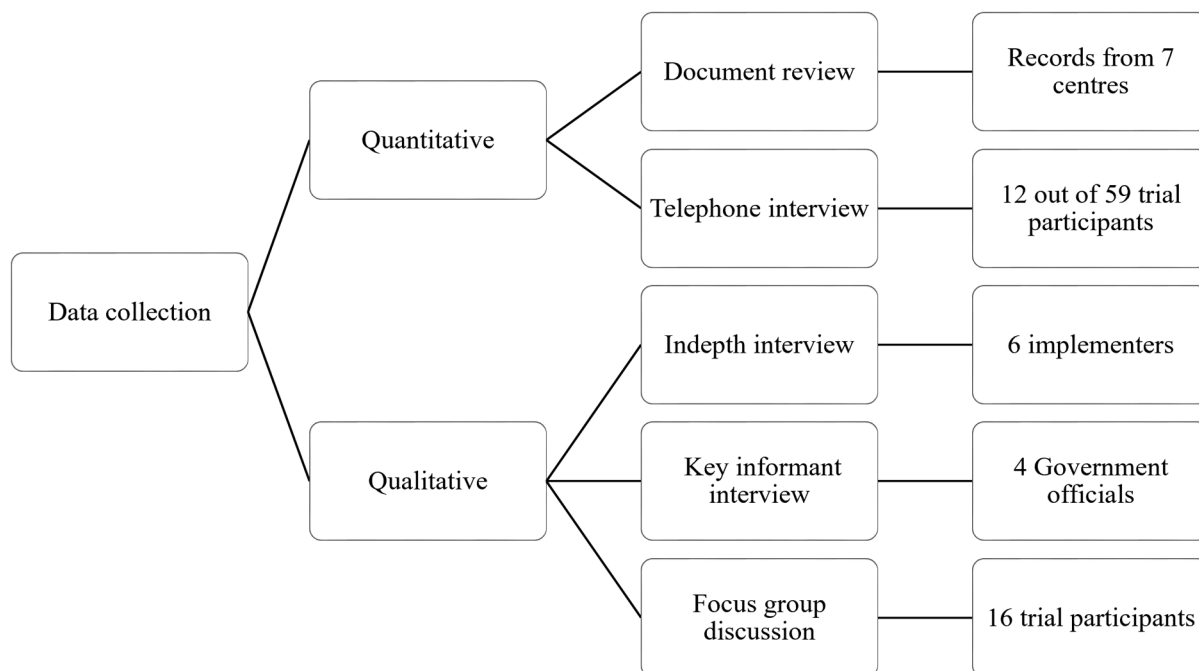 Document review
Records from 7
centres
Quantitative
Telephone interview
12 out of 59 trial
participants
Data collection
Indepth interview
6 implementers
Qualitative
Key informant
interview
4 Government
officials
Focus group
discussion
16 trial participants